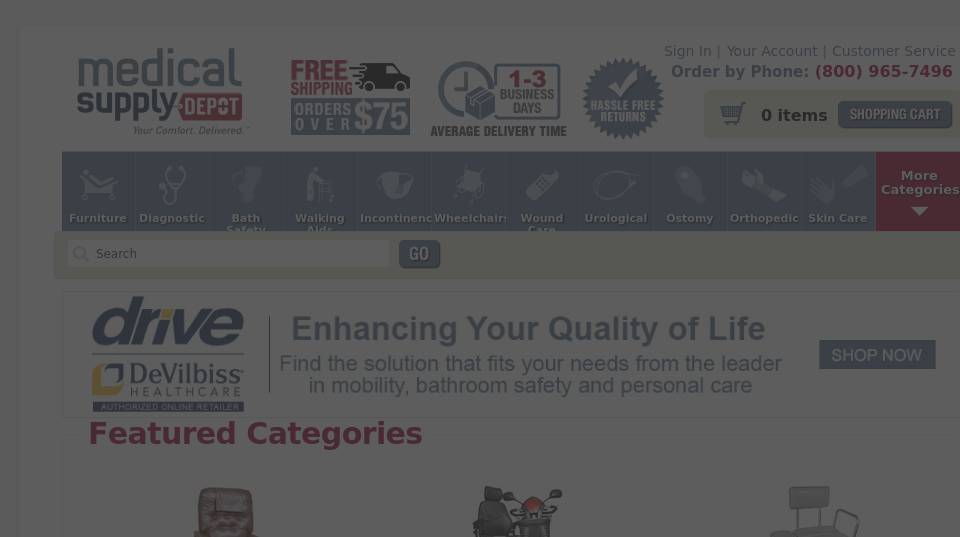 medical
supply DEPOT
Your Comfort. Delivered.
FREE
SHIPPING
ORDERS
OVER $75
1-3
BUSINESS
DAYS
AVERAGE DELIVERY TIME
HASSLE FREE
RETURNS
Sign In | Your Account | Customer Service
Order by Phone: (800) 965-7496
0 items
SHOPPING CART
Furniture
Diagnostic
Bath
Safety
Walking
Aids
Incontinenc
Wheelchairs
Wound
Care
Urological
Ostomy
Orthopedic
Skin Care
More
Categories
Search
GO
drive
DeVilbiss
HEALTHCARE
AUTHORIZED ONLINE RETAILER
Enhancing Your Quality of Life
Find the solution that fits your needs from the leader
in mobility, bathroom safety and personal care
SHOP NOW
Featured Categories